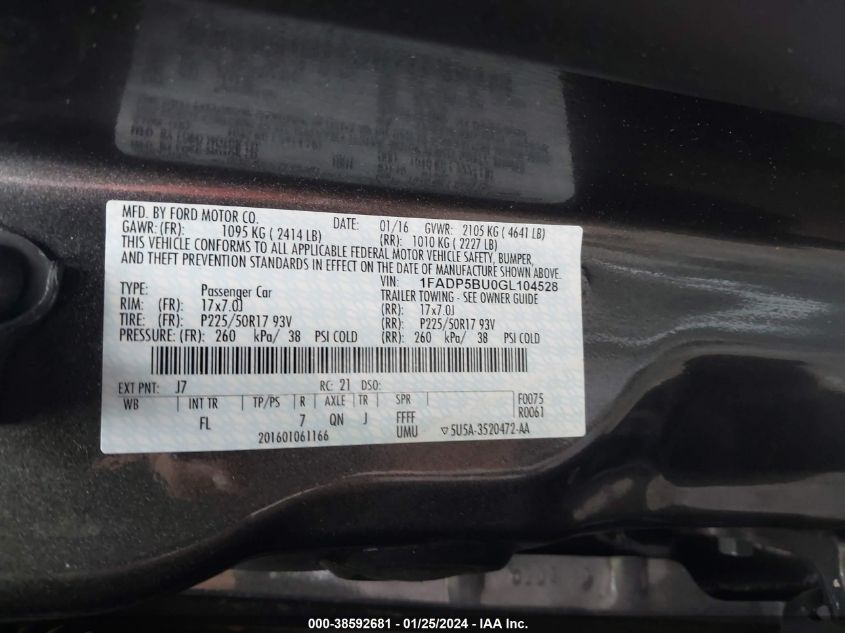 MFD. BY FORD MOTOR CO.
DATE: 01/16 GVWR: 2105 KG ( 4641 LB)
GAWR: (FR): 1095 KG ( 2414 LB) (RR): 1010 KG ( 2227 LB)
THIS VEHICLE CONFORMS TO ALL APPLICABLE FEDERAL MOTOR VEHICLE SAFETY, BUMPER,
AND THEFT PREVENTION STANDARDS IN EFFECT ON THE DATE OF MANUFACTURE SHOWN ABOVE.
VIN: 1FADP5BU0GL104528
TYPE: Passenger Car TRAILER TOWING - SEE OWNER GUIDE
RIM: (FR): 17x7.0J (RR): 17x7.0J
TIRE: (FR): P225/50R17 93V (RR): P225/50R17 93V
PRESSURE: (FR): 260 kPa/ 38 PSI COLD (RR): 260 kPa/ 38 PSI COLD
EXT PNT: J7 RC: 21 DSO:
WB INT TR TP/PS R AXLE TR SPR F0075
R0061
FL 7 QN J FFFF
201601061166 UMU ▽5U5A-3520472-AA
000-38592681 - 01/25/2024 - IAA Inc.